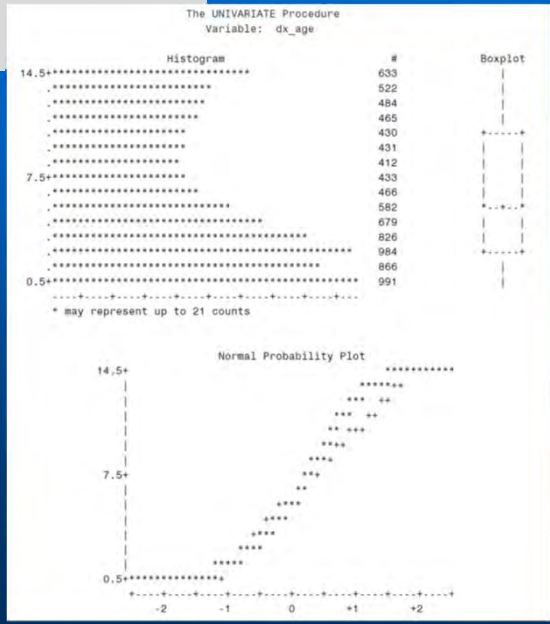 The UNIVARIATE Procedure
Variable: dx_age
Histogram # Boxplot
14.5+******************************* 633 |
.************************* 522 |
.************************ 484 |
.*********************** 465 |
.********************* 430 +-----+
.********************* 431 | |
.******************** 412 | |
7.5+********************* 433 | |
.*********************** 466 | |
.**************************** 582 *--+--*
.********************************* 679 | |
.**************************************** 826 | |
.*********************************************** 984 +-----+
.****************************************** 866 |
0.5+************************************************ 991 |
----+----+----+----+----+----+----+----+----+---
* may represent up to 21 counts
Normal Probability Plot
14.5+ ***********
| *****++
| *** ++
| *** ++
| ** +++
| **++
| ***+
7.5+ **+
| **
| +***
| +***
| +***
| ****
| *****
0.5+**************+
+----+----+----+----+----+----+----+----+----+----+
-2 -1 0 +1 +2